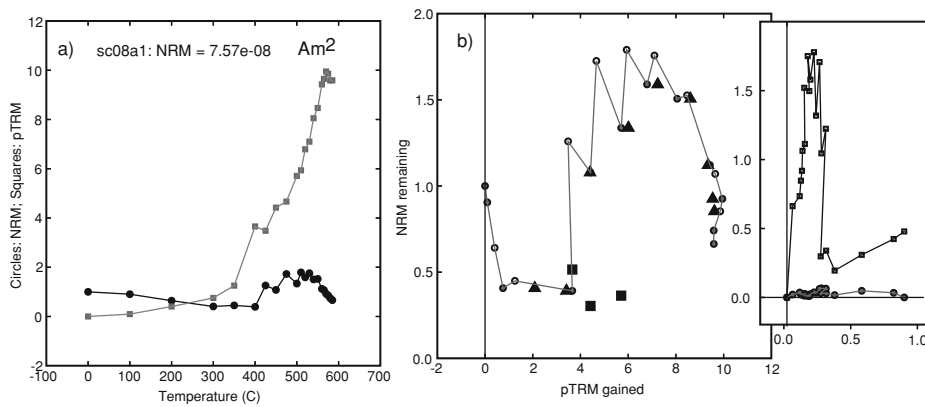 a)
sc08a1: NRM = 7.57e-08 Am2
Circles: NRM; Squares: pTRM
12
10
8
6
4
2
0
-2
-100 0 100 200 300 400 500 600 700
Temperature (C)
b)
NRM remaining
2.0
1.5
1.0
0.5
0.0
-2 0 2 4 6 8 10 12
pTRM gained
1.5
1.0
0.5
0.0
0.0 0.5 1.0